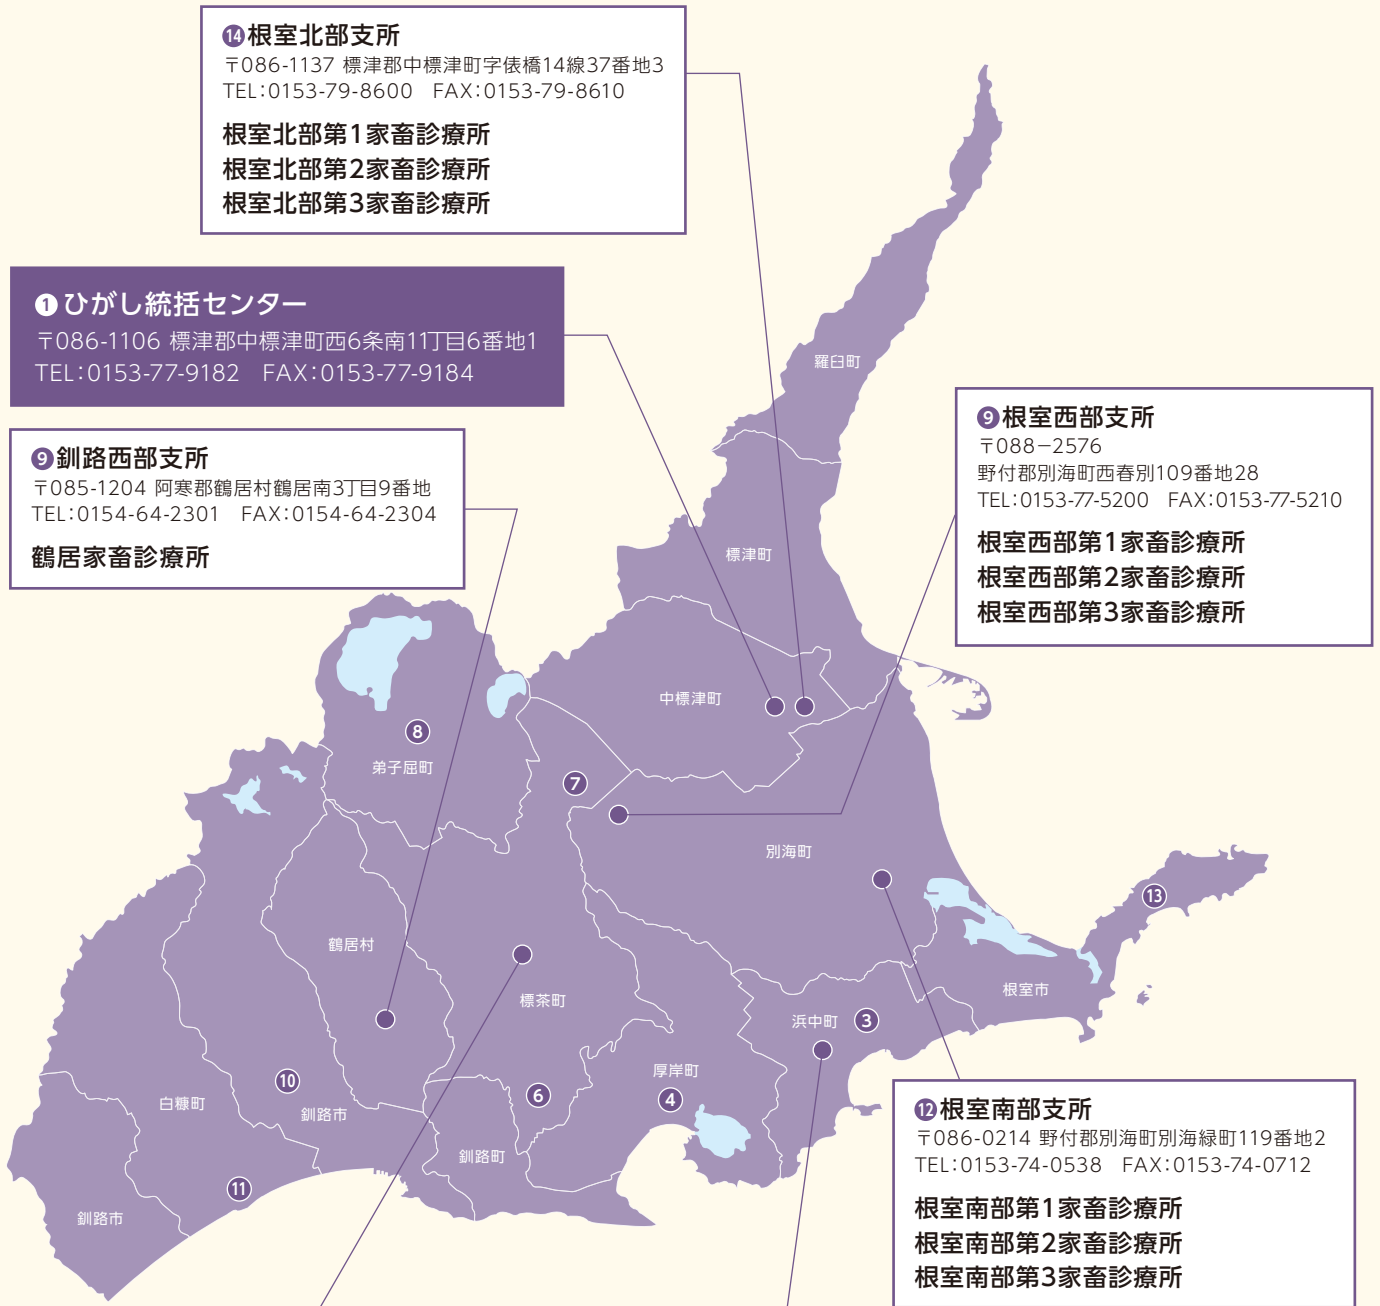 ⑭根室北部支所
〒086-1137 標津郡中標津町字俵橋14線37番地3
TEL:0153-79-8600 FAX:0153-79-8610
根室北部第1家畜診療所
根室北部第2家畜診療所
根室北部第3家畜診療所
❶ひがし統括センター
〒086-1106 標津郡中標津町西6条南11丁目6番地1
TEL:0153-77-9182 FAX:0153-77-9184
❾釧路西部支所
〒085-1204 阿寒郡鶴居村鶴居南3丁目9番地
TEL:0154-64-2301 FAX:0154-64-2304
鶴居家畜診療所
❾根室西部支所
〒088−2576
野付郡別海町西春別109番地28
TEL:0153-77-5200 FAX:0153-77-5210
根室西部第1家畜診療所
根室西部第2家畜診療所
根室西部第3家畜診療所
羅臼町
標津町
中標津町
❽
弟子屈町
❼
別海町
⓭
鶴居村
標茶町
根室市
浜中町
❸
厚岸町
❹
❻
❿
釧路市
白糠町
釧路町
⓫
釧路市
⓬根室南部支所
〒086-0214 野付郡別海町別海緑町119番地2
TEL:0153-74-0538 FAX:0153-74-0712
根室南部第1家畜診療所
根室南部第2家畜診療所
根室南部第3家畜診療所